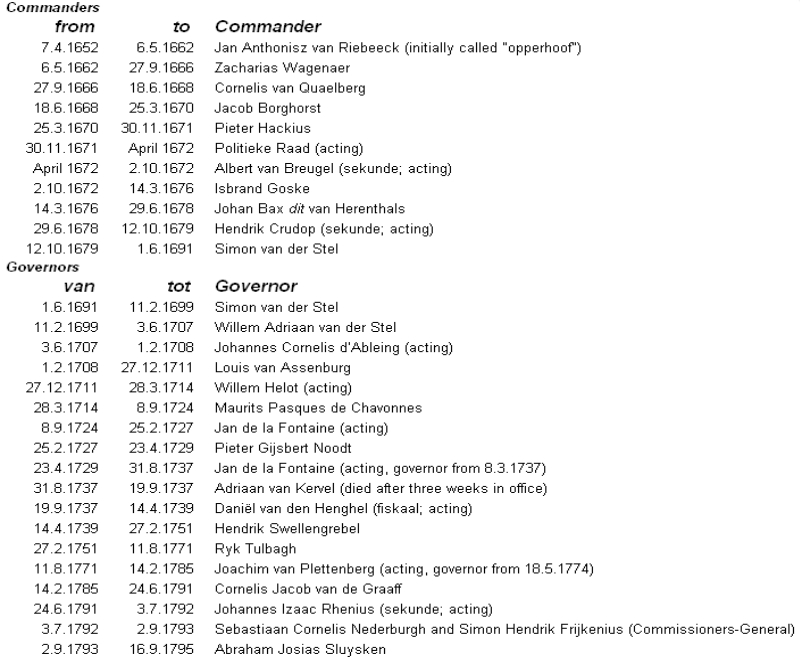 Commanders
from to Commander
7.4.1652 6.5.1662 Jan Anthonisz van Riebeeck (initially called "opperhoof")
6.5.1662 27.9.1666 Zacharias Wagenaer
27.9.1666 18.6.1668 Cornelis van Quaelberg
18.6.1668 25.3.1670 Jacob Borghorst
25.3.1670 30.11.1671 Pieter Hackius
30.11.1671 April 1672 Politieke Raad (acting)
April 1672 2.10.1672 Albert van Breugel (sekunde; acting)
2.10.1672 14.3.1676 Isbrand Goske
14.3.1676 29.6.1678 Johan Bax dit van Herenthals
29.6.1678 12.10.1679 Hendrik Crudop (sekunde; acting)
12.10.1679 1.6.1691 Simon van der Stel
Governors
van tot Governor
1.6.1691 11.2.1699 Simon van der Stel
11.2.1699 3.6.1707 Willem Adriaan van der Stel
3.6.1707 1.2.1708 Johannes Cornelis d'Ableing (acting)
1.2.1708 27.12.1711 Louis van Assenburg
27.12.1711 28.3.1714 Willem Helot (acting)
28.3.1714 8.9.1724 Maurits Pasques de Chavonnes
8.9.1724 25.2.1727 Jan de la Fontaine (acting)
25.2.1727 23.4.1729 Pieter Gijsbert Noodt
23.4.1729 31.8.1737 Jan de la Fontaine (acting, governor from 8.3.1737)
31.8.1737 19.9.1737 Adriaan van Kervel (died after three weeks in office)
19.9.1737 14.4.1739 Daniël van den Henghel (fiskaal; acting)
14.4.1739 27.2.1751 Hendrik Swellengrebel
27.2.1751 11.8.1771 Ryk Tulbagh
11.8.1771 14.2.1785 Joachim van Plettenberg (acting, governor from 18.5.1774)
14.2.1785 24.6.1791 Cornelis Jacob van de Graaff
24.6.1791 3.7.1792 Johannes Izaac Rhenius (sekunde; acting)
3.7.1792 2.9.1793 Sebastiaan Cornelis Nederburgh and Simon Hendrik Frijkenius (Commissioners-General)
2.9.1793 16.9.1795 Abraham Josias Sluysken